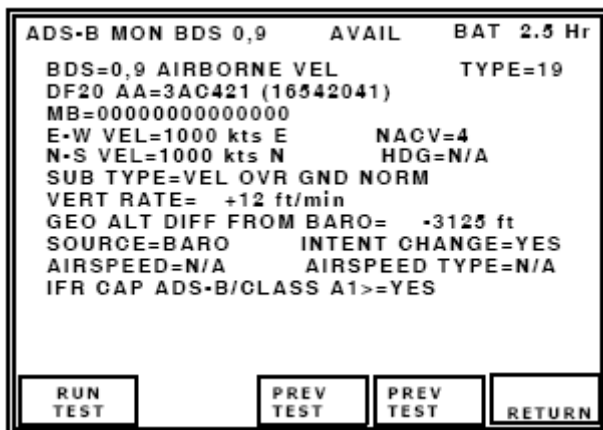 ADS-B MON BDS 0,9 AVAIL BAT 2.5 Hr
BDS=0,9 AIRBORNE VEL TYPE=19
DF20 AA=3AC421 (16542041)
MB=00000000000000
E-W VEL=1000 kts E NACV=4
N-S VEL=1000 kts N HDG=N/A
SUB TYPE=VEL OVR GND NORM
VERT RATE= +12 ft/min
GEO ALT DIFF FROM BARO= -3125 ft
SOURCE=BARO INTENT CHANGE=YES
AIRSPEED=N/A AIRSPEED TYPE=N/A
IFR CAP ADS-B/CLASS A1>=YES
RUN TEST
PREV TEST
PREV TEST
RETURN